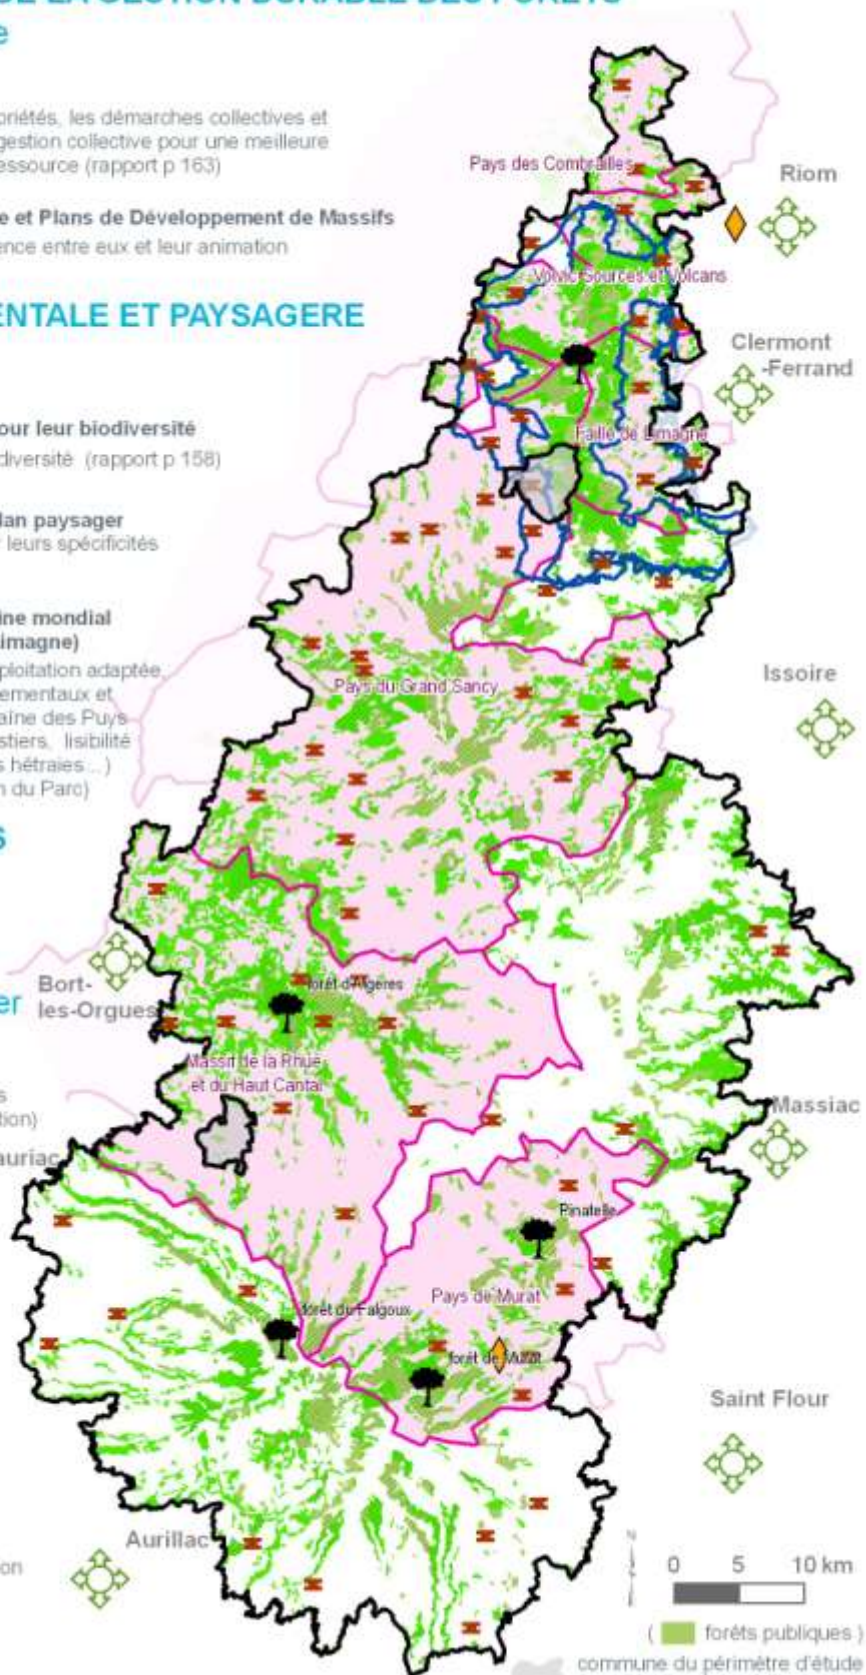 DE LA GESTION DURABLE DES FORÊTS
priétés, les démarches collectives et
gestion collective pour une meilleure
essource (rapport p 163)
e et Plans de Développement de Massifs
ence entre eux et leur animation
ENTALE ET PAYSAGERE
our leur biodiversité
diversité (rapport p 158)
lan paysager
r leurs spécificités
ine mondial
imagne)
ploitation adaptée,
ementaux et
aîne des Puys
stiers, lisibilité
s hêtraies...)
n du Parc)
S
er
s
tion)
on
Pays des Combrailles
Riom
Volvic Sources et Volcans
Clermont
-Ferrand
Faille de Limagne
Pays du Grand Sancy
Issoire
Bort-
les-Orgues
forêt d'Algères
Massif de la Rhue
et du Haut Cantal
Massiac
auriac
Pinatelle
Pays de Murat
forêt du Falgoux
forêt de Murat
Saint Flour
Aurillac
N
0 5 10 km
( forêts publiques )
commune du périmètre d'étude